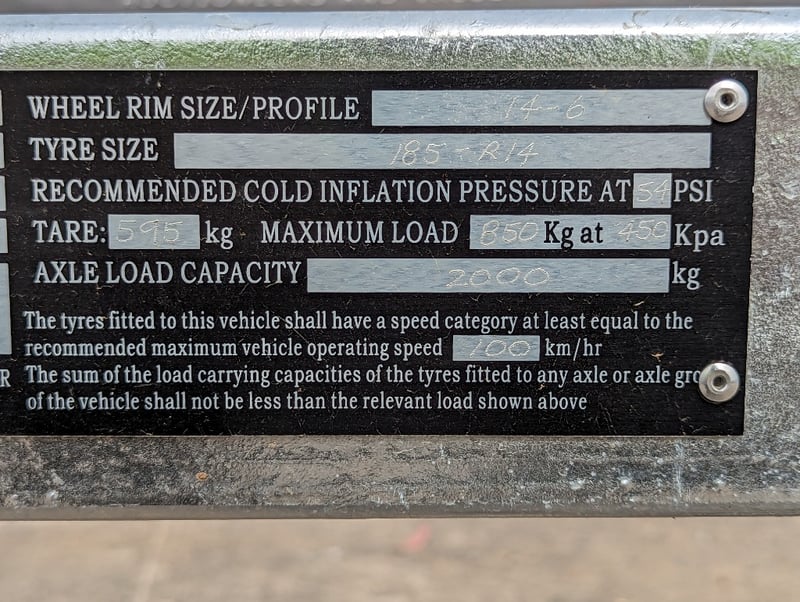 WHEEL RIM SIZE/PROFILE 14-6
TYRE SIZE 185-R14
RECOMMENDED COLD INFLATION PRESSURE AT 54 PSI
TARE: 595 kg MAXIMUM LOAD 850 Kg at 450 Kpa
AXLE LOAD CAPACITY 2000 kg
The tyres fitted to this vehicle shall have a speed category at least equal to the
recommended maximum vehicle operating speed 100 km/hr
R The sum of the load carrying capacities of the tyres fitted to any axle or axle gro
of the vehicle shall not be less than the relevant load shown above